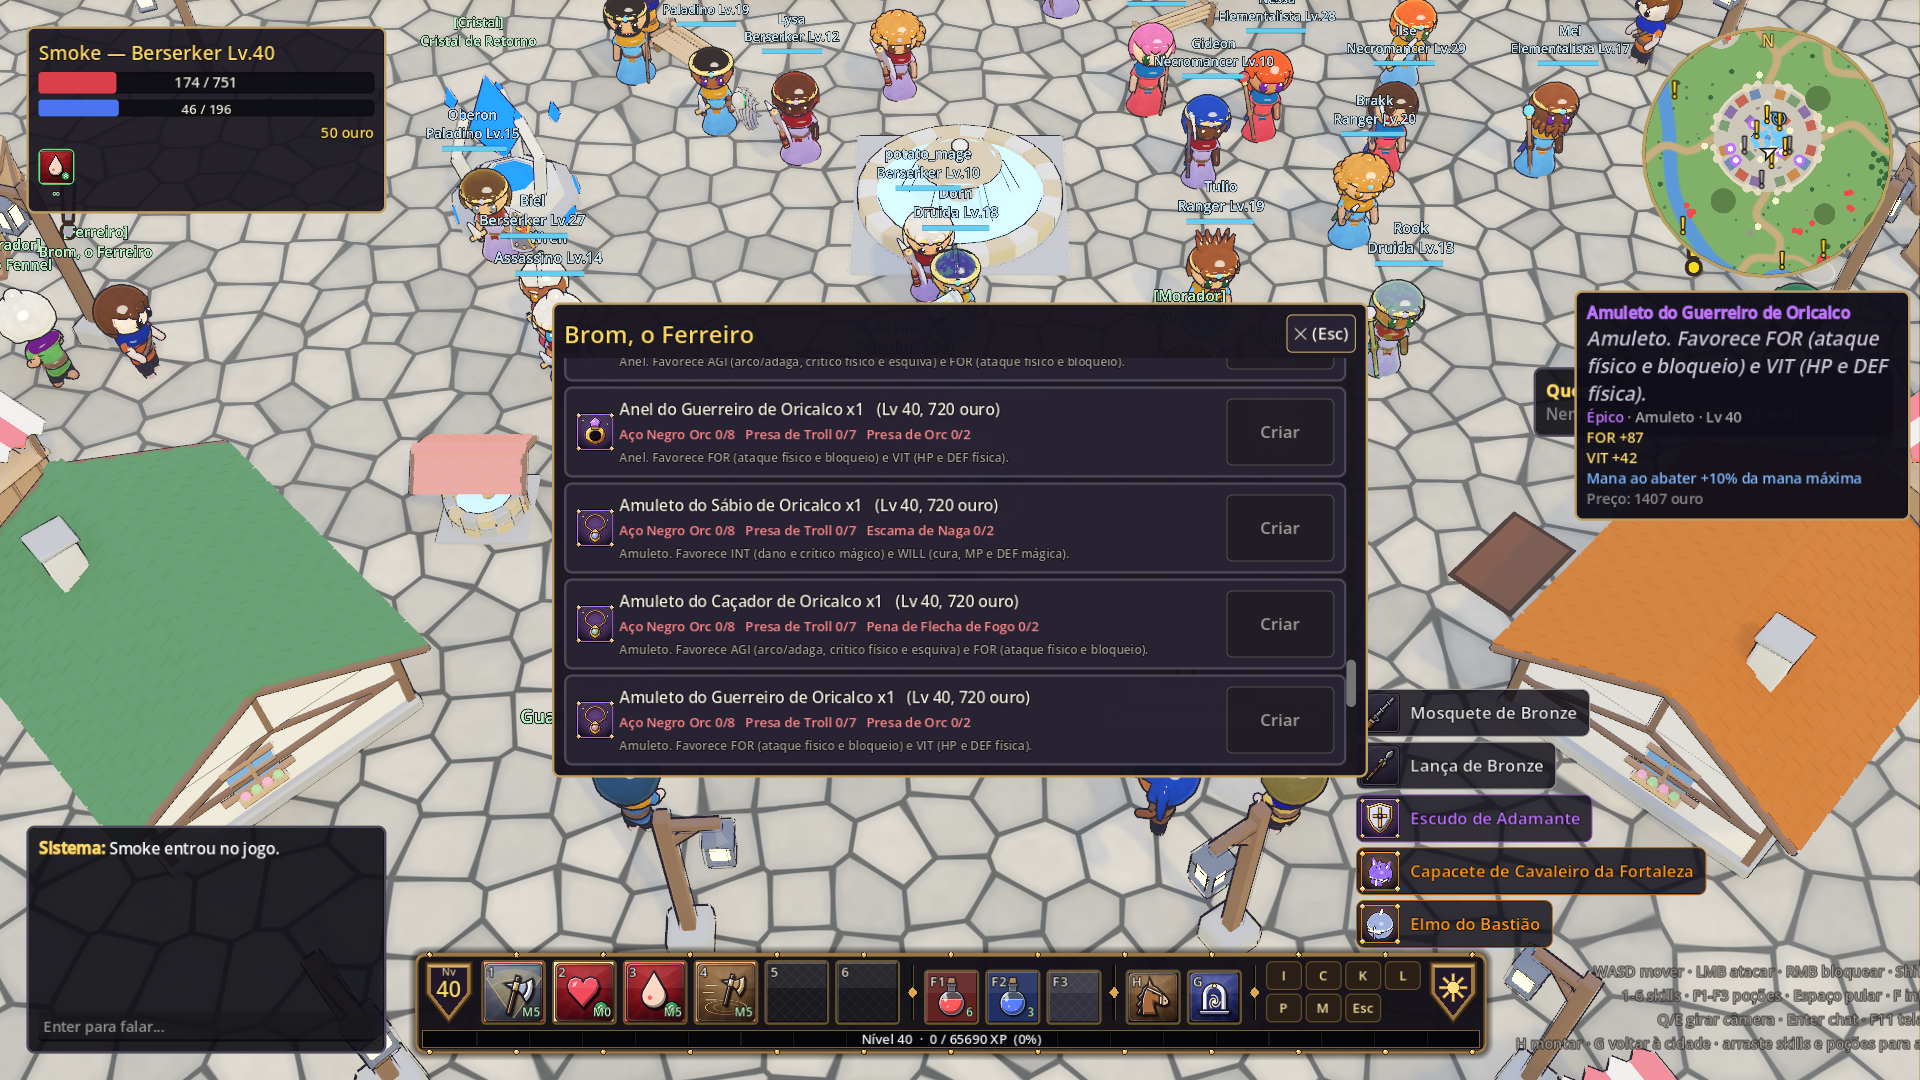 Smoke — Berserker Lv.40
174 / 751
46 / 196
50 ouro
∞
[Cristal]
Cristal de Retorno
Paladino Lv.19
Lysa
Berserker Lv.12
Elementalista Lv.28
Gideon
Necromancer Lv.10
Ilse
Necromancer Lv.29
Mel
Elementalista Lv.17
N
Oberon
Paladino Lv.15
Brakk
Ranger Lv.20
potato_mage
Berserker Lv.10
Dorn
Druida Lv.18
Biel
Berserker Lv.27
Assassino Lv.14
Tulio
Ranger Lv.19
Rook
Druida Lv.13
Brom, o Ferreiro
Fennel
[Morador]
Brom, o Ferreiro
(Esc)
Anel. Favorece AGI (arco/adaga, crítico físico e esquiva) e FOR (ataque físico e bloqueio).
Anel do Guerreiro de Oricalco x1 (Lv 40, 720 ouro)
Aço Negro Orc 0/8 Presa de Troll 0/7 Presa de Orc 0/2
Anel. Favorece FOR (ataque físico e bloqueio) e VIT (HP e DEF física).
Criar
Amuleto do Sábio de Oricalco x1 (Lv 40, 720 ouro)
Aço Negro Orc 0/8 Presa de Troll 0/7 Escama de Naga 0/2
Amuleto. Favorece INT (dano e crítico mágico) e WILL (cura, MP e DEF mágica).
Criar
Amuleto do Caçador de Oricalco x1 (Lv 40, 720 ouro)
Aço Negro Orc 0/8 Presa de Troll 0/7 Pena de Flecha de Fogo 0/2
Amuleto. Favorece AGI (arco/adaga, crítico físico e esquiva) e FOR (ataque físico e bloqueio).
Criar
Amuleto do Guerreiro de Oricalco x1 (Lv 40, 720 ouro)
Aço Negro Orc 0/8 Presa de Troll 0/7 Presa de Orc 0/2
Amuleto. Favorece FOR (ataque físico e bloqueio) e VIT (HP e DEF física).
Criar
Amuleto do Guerreiro de Oricalco
Amuleto. Favorece FOR (ataque
físico e bloqueio) e VIT (HP e DEF
física).
Épico · Amuleto · Lv 40
FOR +87
VIT +42
Mana ao abater +10% da mana máxima
Preço: 1407 ouro
Mosquete de Bronze
Lança de Bronze
Escudo de Adamante
Capacete de Cavaleiro da Fortaleza
Elmo do Bastião
Sistema: Smoke entrou no jogo.
Enter para falar...
Nv
40
1 M5
2 M0
3 M5
4 M5
5
6
F1 6
F2 3
F3
H
G
I C K L
P M Esc
Nível 40 · 0 / 65690 XP (0%)
WASD mover · LMB atacar · RMB bloquear ·
1-6 skills · F1-F3 poções · Espaço pular · F
Q/E girar câmera · Enter chat · F11
H montar · G voltar à cidade · arraste skills e poções para